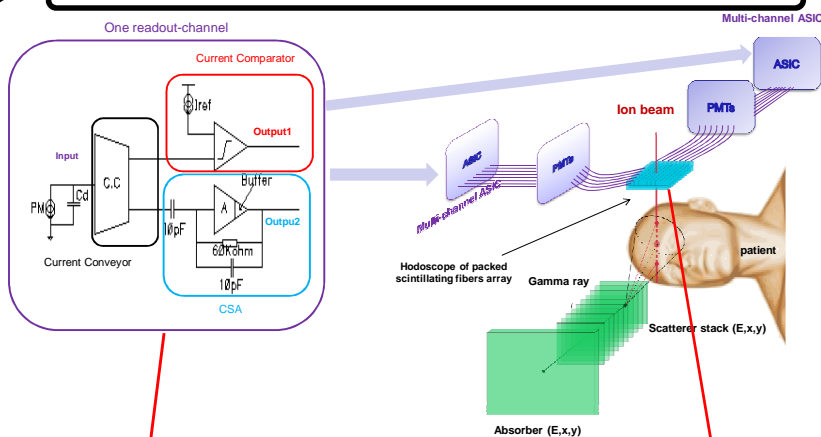 Multi-channel ASIC
One readout-channel
Current Comparator
Iref
Output1
Input
C.C
Buffer
PM
Cd
A
Outpu2
10pF
60Kohm
10pF
Current Conveyor
CSA
ASIC
PMTs
Ion beam
ASIC
PMTs
Multi-channel ASIC
Hodoscope of packed
scintillating fibers array
patient
Gamma ray
Scatterer stack (E,x,y)
Absorber (E,x,y)